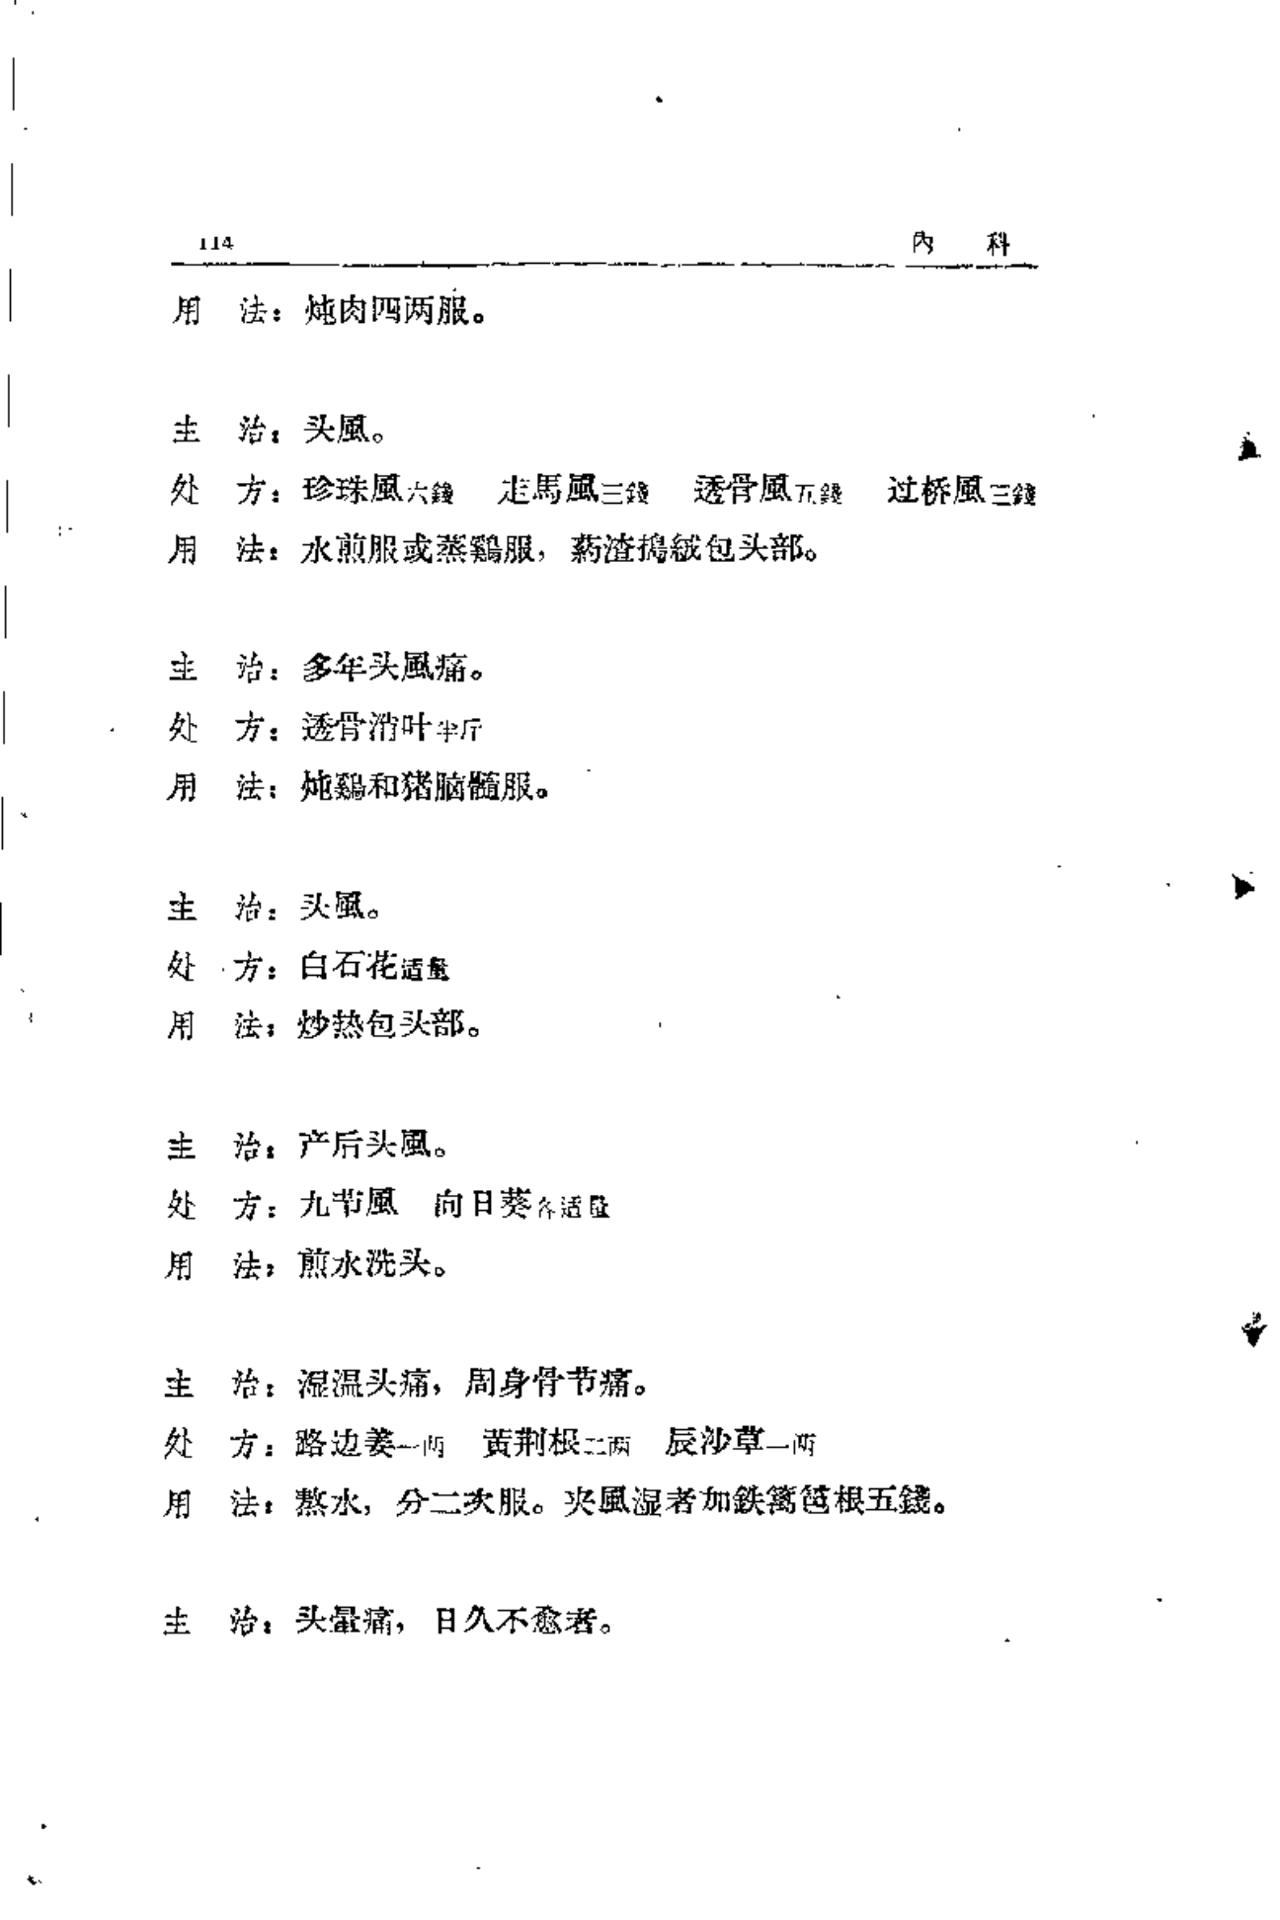 114 內 科
用 法：炖肉四两服。
主 治：头風。
处 方：珍珠風六錢 走馬風三錢 透骨風五錢 过桥風三錢
用 法：水煎服或蒸鷄服，葯渣搗絨包头部。
主 治：多年头風痛。
处 方：透骨消叶半斤
用 法：炖鷄和猪脑髓服。
主 治：头風。
处 方：白石花适量
用 法：炒热包头部。
主 治：产后头風。
处 方：九节風 向日葵各适量
用 法：煎水洗头。
主 治：湿温头痛，周身骨节痛。
处 方：路边姜一两 黄荆根二两 辰沙草一两
用 法：熬水，分二次服。夹風湿者加鉄篱笆根五錢。
主 治：头暈痛，日久不愈者。